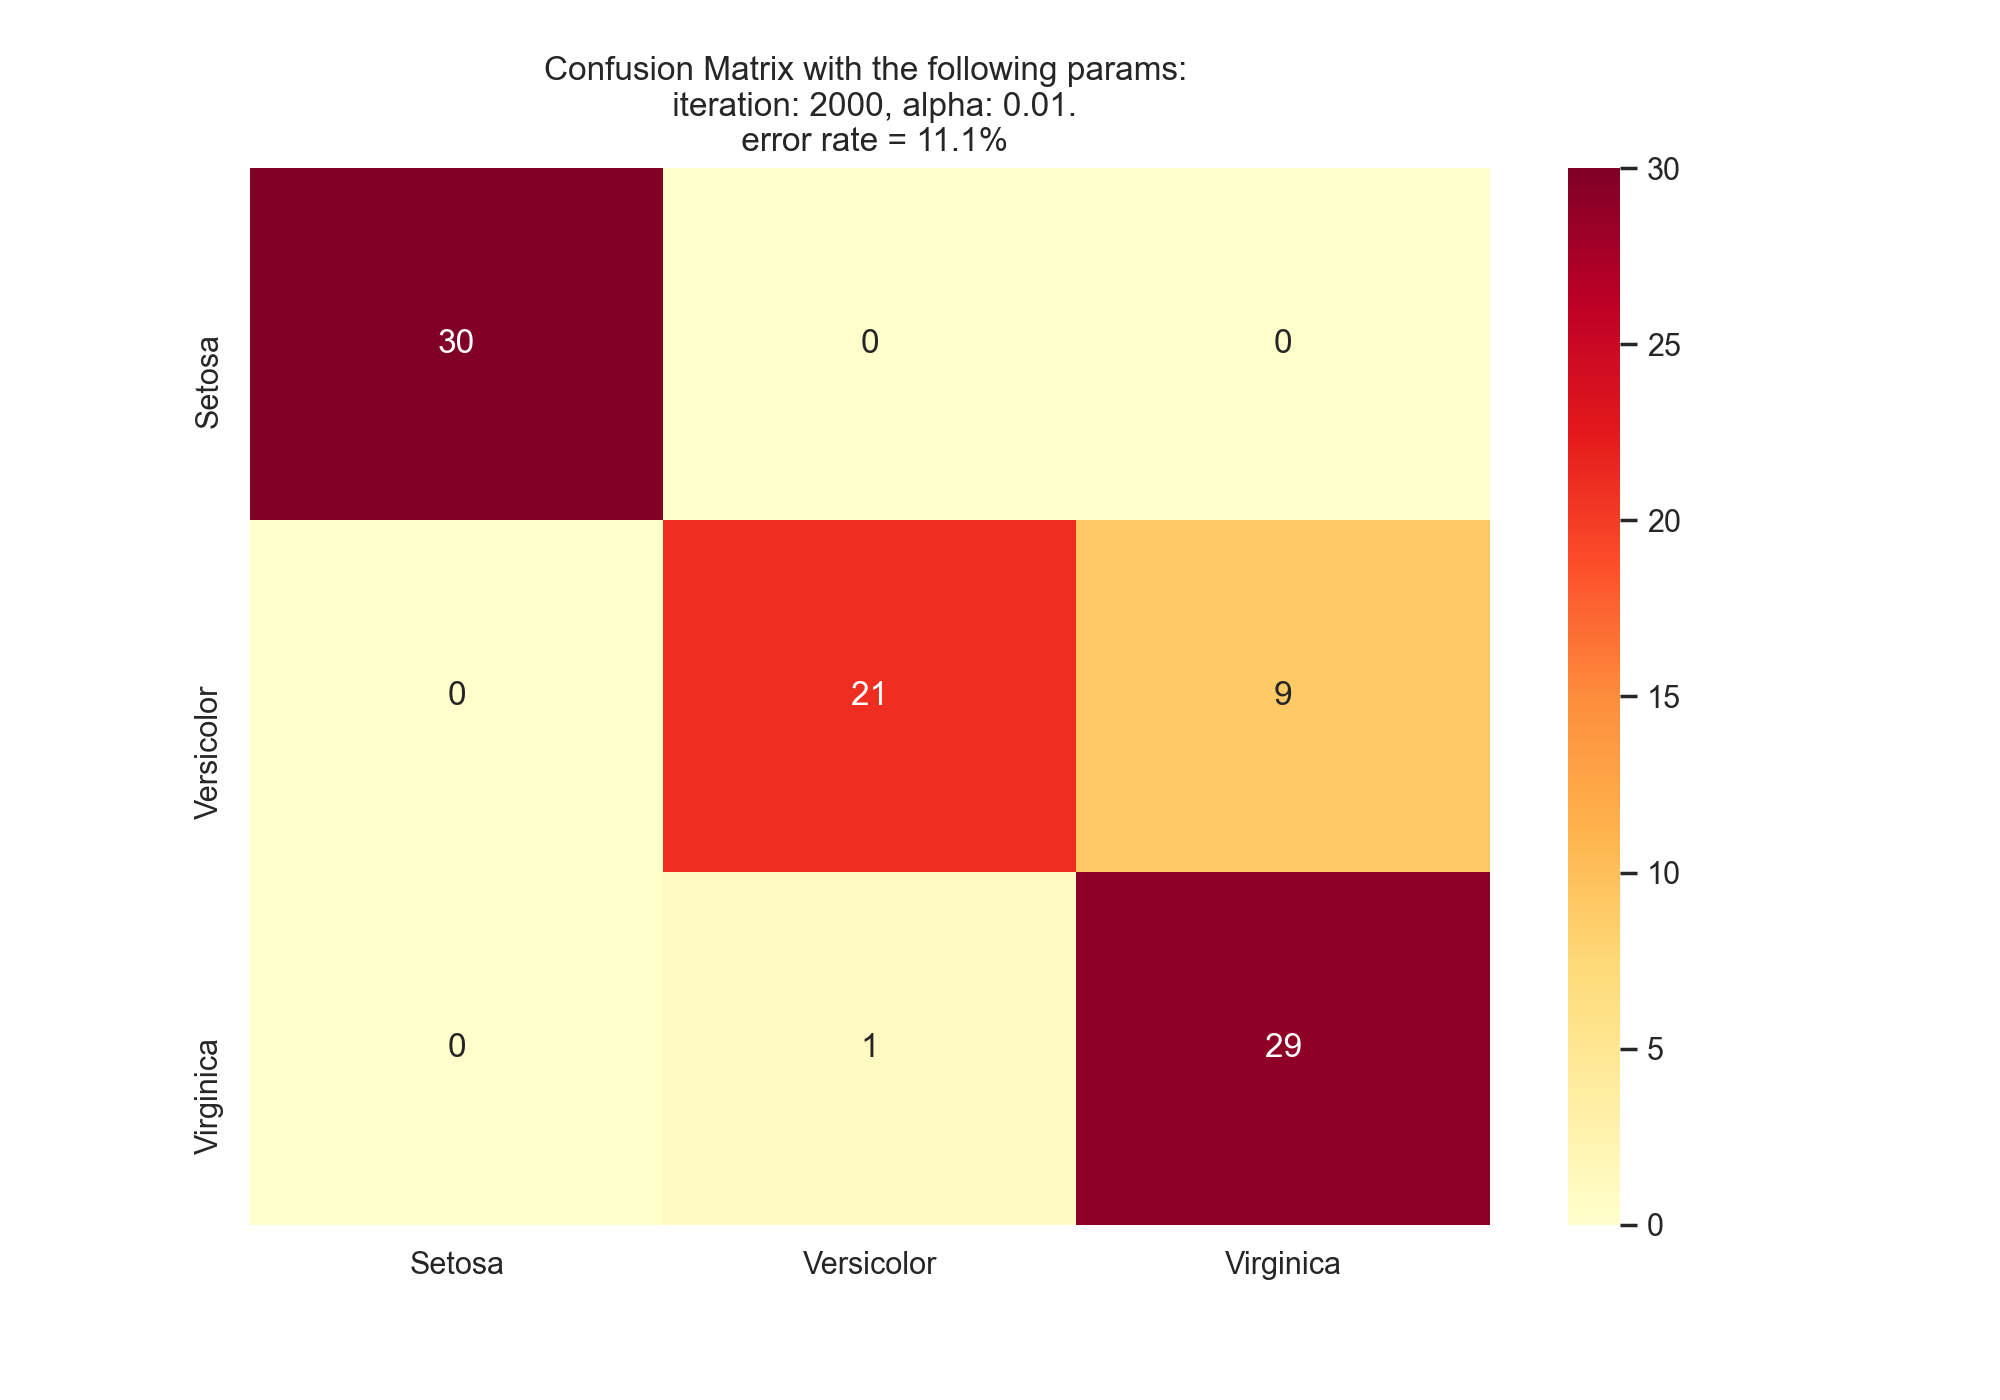 Confusion Matrix with the following params:
iteration: 2000, alpha: 0.01.
error rate = 11.1%
Setosa
30
0
0
Versicolor
0
21
9
Virginica
0
1
29
Setosa
Versicolor
Virginica
30
25
20
15
10
5
0